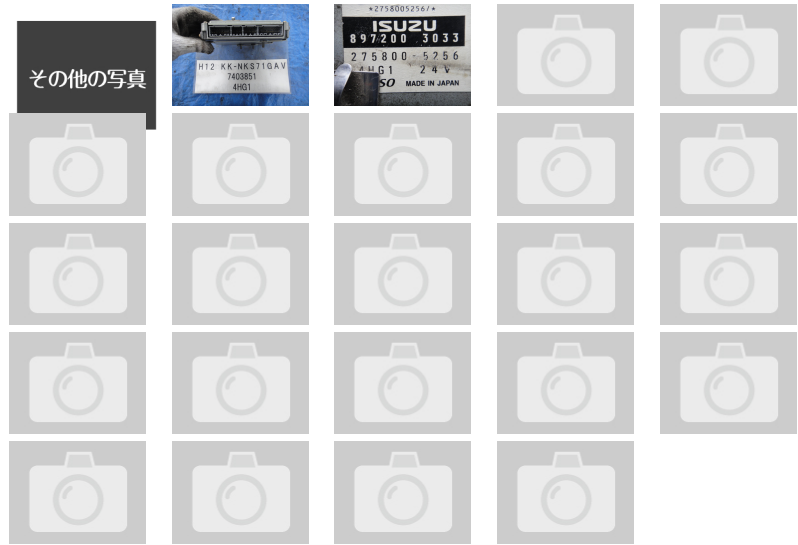 その他の写真
H12 KK-NKS71GAV
7403851
4HG1
*2758005256/*
ISUZU
897200 3033
275800-5256
4HG1 24V
SO MADE IN JAPAN